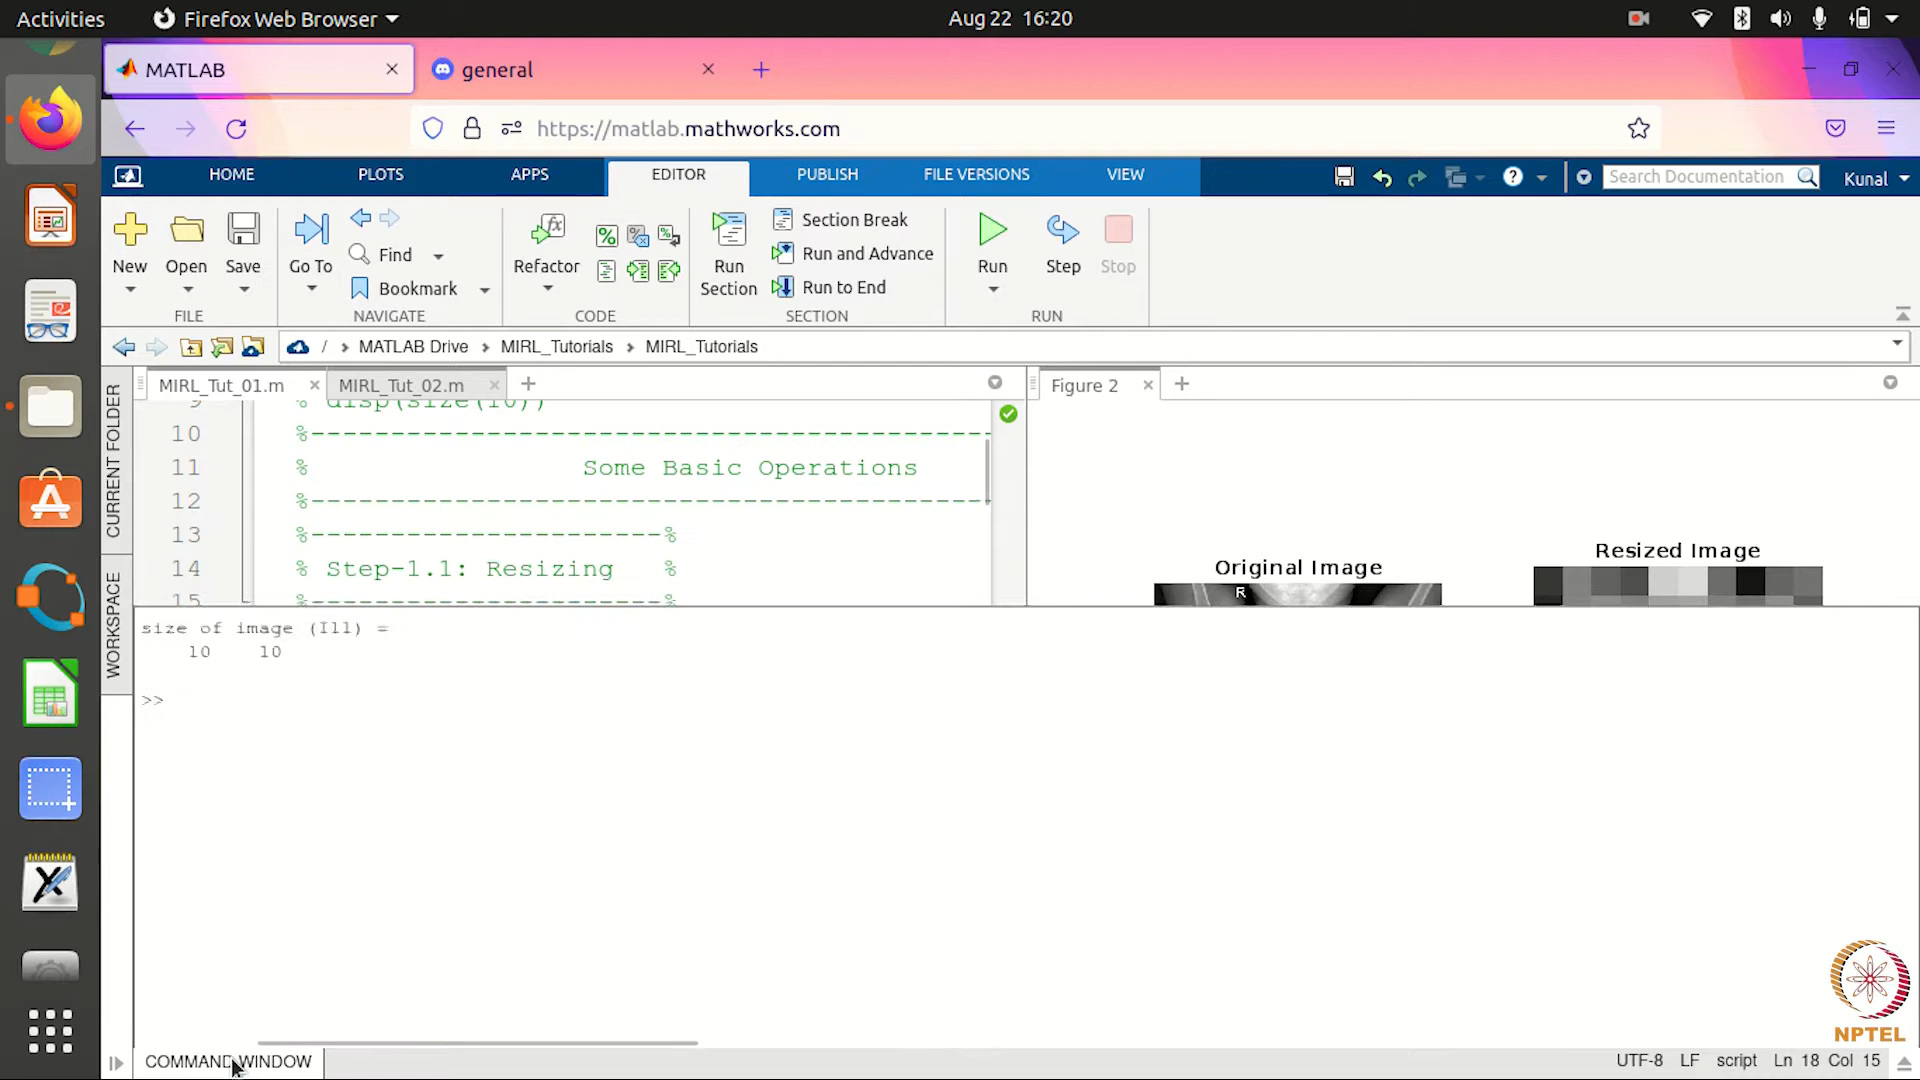 Activities
Firefox Web Browser
Aug 22 16:20
MATLAB
general
https://matlab.mathworks.com
HOME
PLOTS
APPS
EDITOR
PUBLISH
FILE VERSIONS
VIEW
Search Documentation
Kunal
New
Open
Save
FILE
Go To
Find
Bookmark
NAVIGATE
Refactor
CODE
Run
Section
Section Break
Run and Advance
Run to End
SECTION
Run
Step
Stop
RUN
/ MATLAB Drive MIRL_Tutorials MIRL_Tutorials
CURRENT FOLDER
WORKSPACE
MIRL_Tut_01.m
MIRL_Tut_02.m
9 % disp(size(I0))
10 %-------------------------------------------
11 % Some Basic Operations
12 %-------------------------------------------
13 %----------------------%
14 % Step-1.1: Resizing %
15 %----------------------%
Figure 2
Original Image
R
Resized Image
size of image (I11) =
10 10
>>
NPTEL
COMMAND WINDOW
UTF-8 LF script Ln 18 Col 15